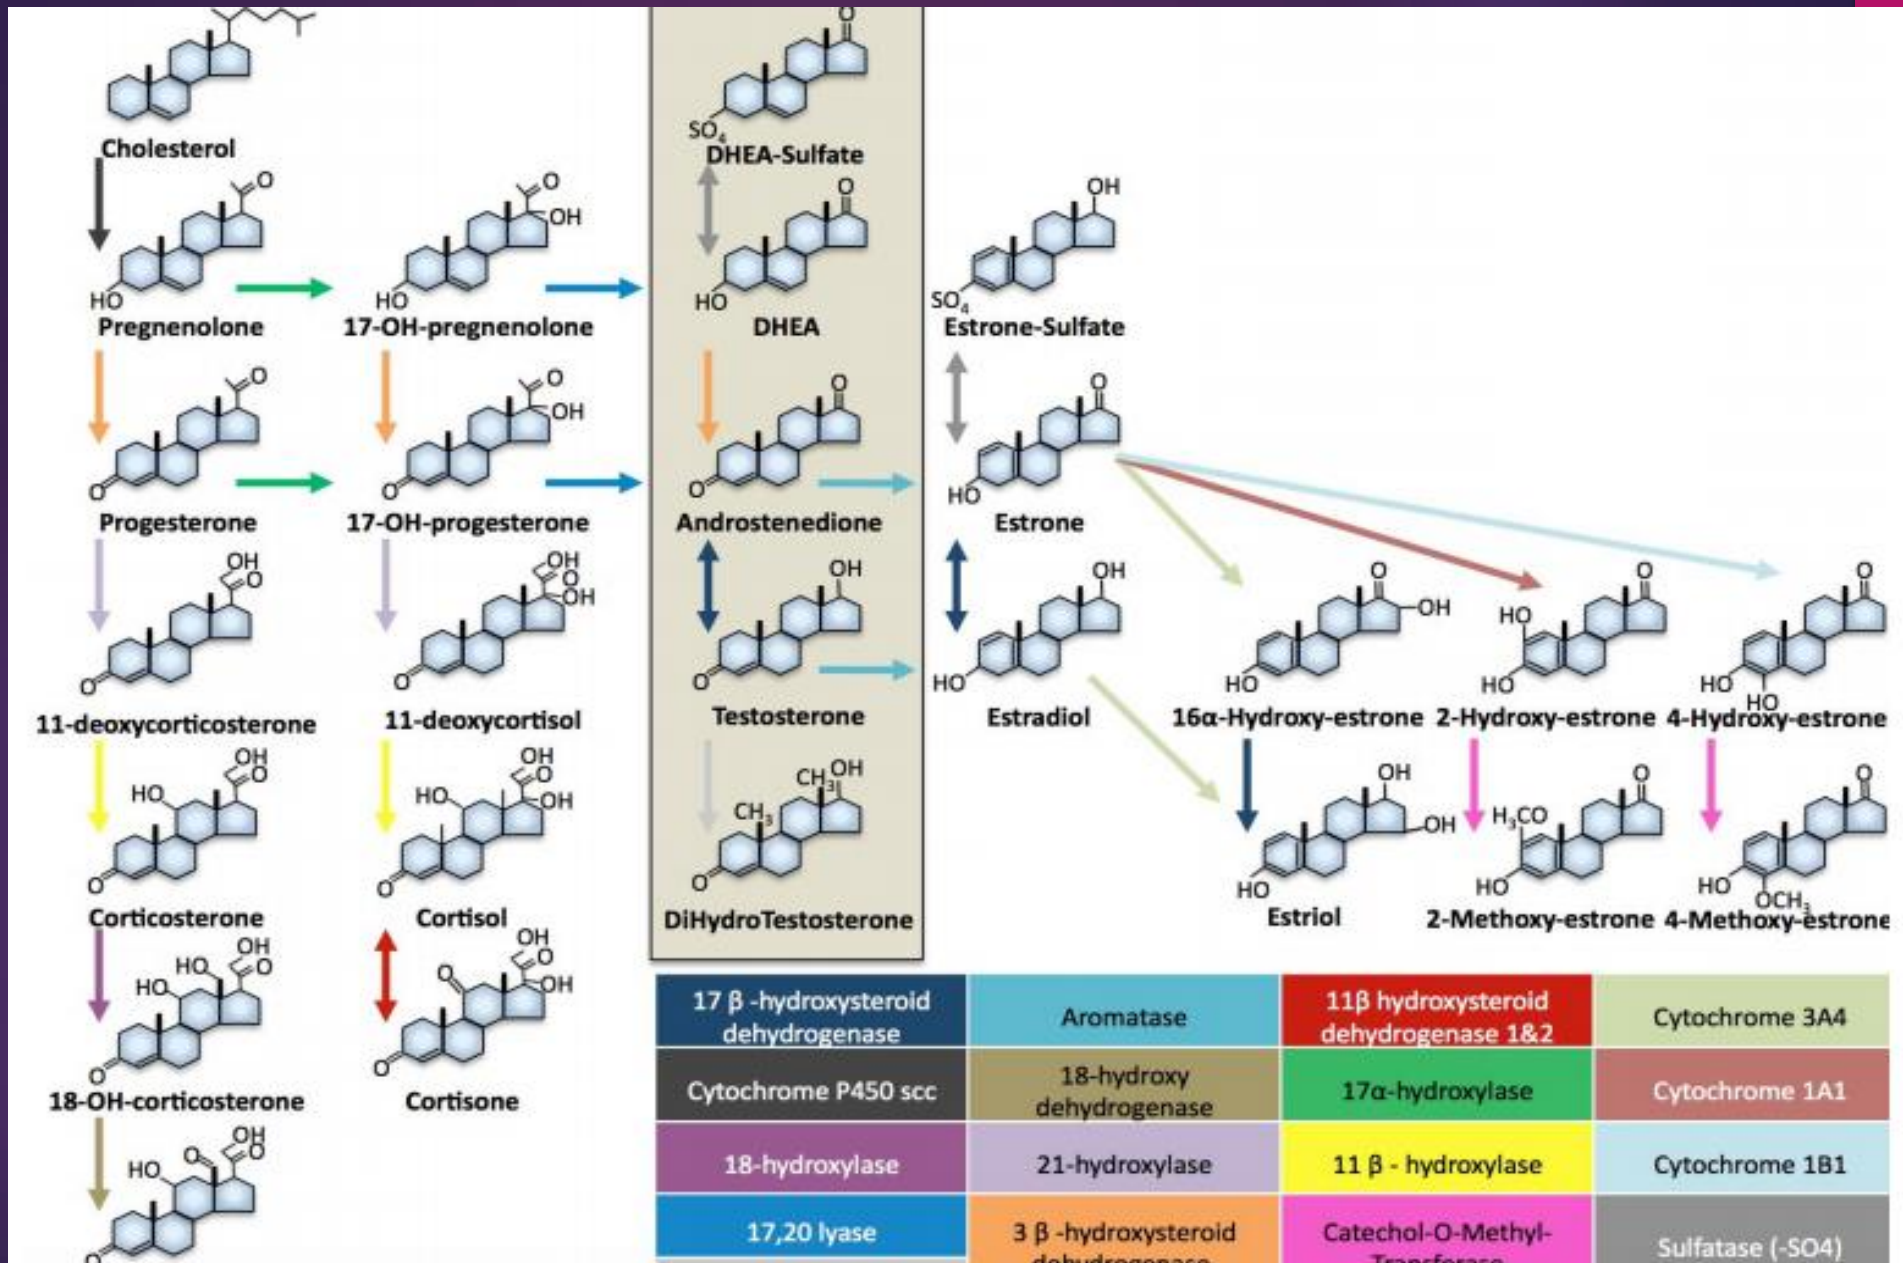 O
Cholesterol
SO4
DHEA-Sulfate
O
HO
Pregnenolone
O
OH
HO
17-OH-pregnenolone
O
HO
DHEA
OH
SO4
Estrone-Sulfate
O
O
Progesterone
O
OH
O
17-OH-progesterone
O
O
Androstenedione
O
HO
Estrone
OH
O
O
11-deoxycorticosterone
OH
O
OH
O
11-deoxycortisol
OH
O
Testosterone
OH
HO
Estradiol
O
OH
HO
16α-Hydroxy-estrone
O
HO
HO
2-Hydroxy-estrone
O
HO
HO
4-Hydroxy-estrone
OH
O
HO
O
Corticosterone
OH
O
HO
OH
O
Cortisol
CH3
OH
CH3
O
DiHydroTestosterone
OH
OH
HO
Estriol
O
H3CO
HO
2-Methoxy-estrone
O
HO
OCH3
4-Methoxy-estrone
OH
HO
O
HO
O
18-OH-corticosterone
OH
O
O
OH
O
Cortisone
OH
O
O
HO
O
17 β -hydroxysteroid
dehydrogenase
Aromatase
11β hydroxysteroid
dehydrogenase 1&2
Cytochrome 3A4
Cytochrome P450 scc
18-hydroxy
dehydrogenase
17α-hydroxylase
Cytochrome 1A1
18-hydroxylase
21-hydroxylase
11 β - hydroxylase
Cytochrome 1B1
17,20 lyase
3 β -hydroxysteroid
dehydrogenase
Catechol-O-Methyl-
Transferase
Sulfatase (-SO4)